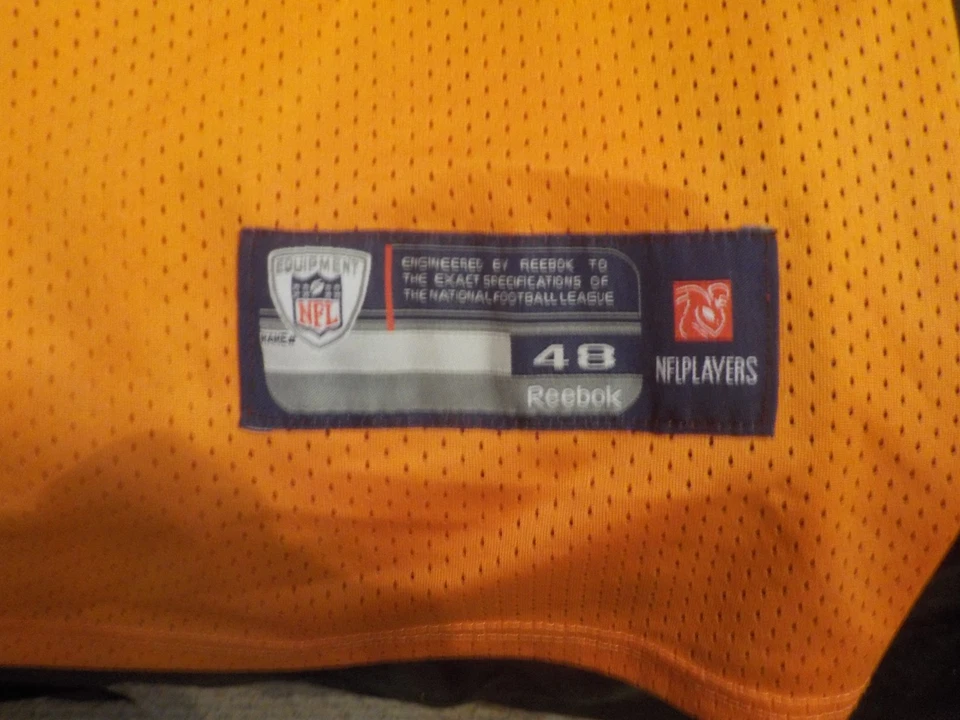 EQUIPMENT
NFL
ENGINEERED BY REEBOK TO
THE EXACT SPECIFICATIONS OF
THE NATIONAL FOOTBALL LEAGUE
NAME#
48
Reebok
NFLPLAYERS